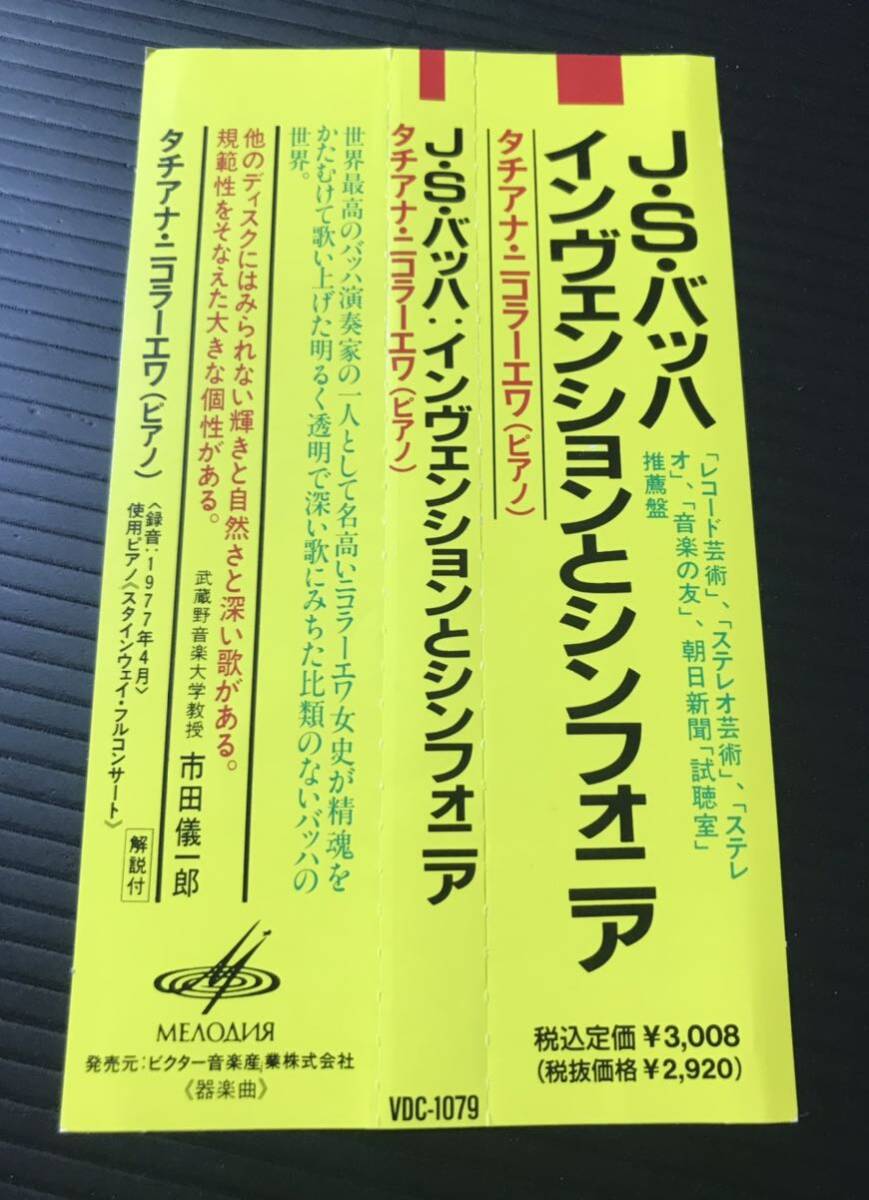 J・S・バッハ
インヴェンションとシンフォニア
タチアナ・ニコラーエワ（ピアノ）
「レコード芸術」、「ステレオ芸術」、「ステレ
オ」、「音楽の友」、朝日新聞「試聴室」
推薦盤
税込定価￥3,008
（税抜価格￥2,920）
J・S・バッハ：インヴェンションとシンフォニア
タチアナ・ニコラーエワ（ピアノ）
VDC-1079
世界最高のバッハ演奏家の一人として名高いニコラーエワ女史が精魂を
かたむけて歌い上げた明るく透明で深い歌にみちた比類のないバッハの
世界。
他のディスクにはみられない輝きと自然さと深い歌がある。
規範性をそなえた大きな個性がある。
武蔵野音楽大学教授 市田儀一郎
タチアナ・ニコラーエワ（ピアノ）
〈録音：1977年4月〉
使用ピアノ《スタインウェイ・フルコンサート》
解説付
МЕЛОДИЯ
発売元：ビクター音楽産業株式会社
《器楽曲》